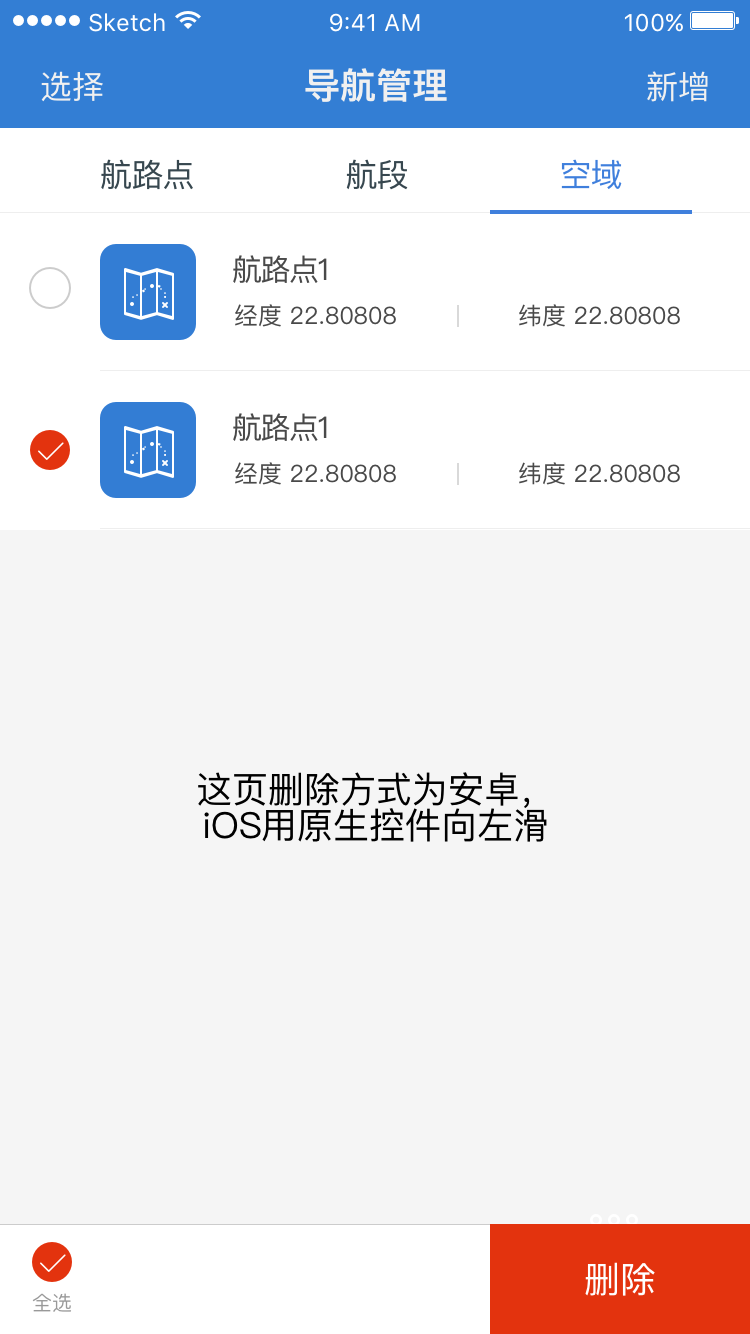 Sketch 9:41 AM 100%
选择 导航管理 新增
航路点 航段 空域
航路点1
经度 22.80808 纬度 22.80808
航路点1
经度 22.80808 纬度 22.80808
这页删除方式为安卓，
iOS用原生控件向左滑
全选
删除